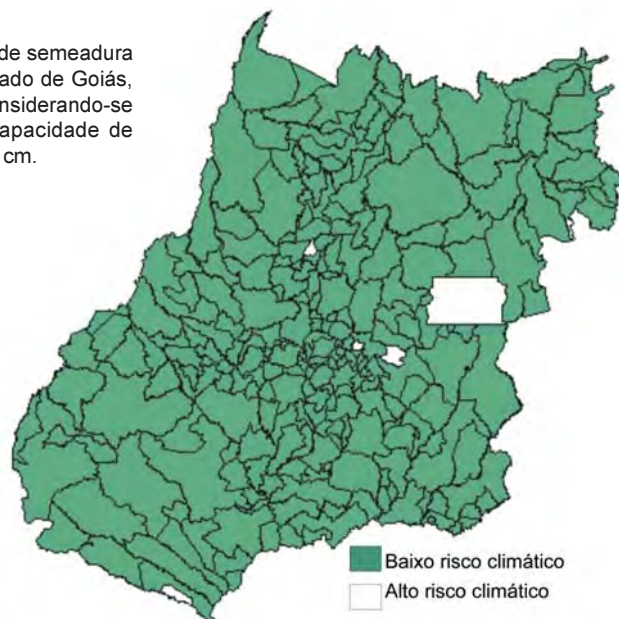 de semeadura
ado de Goiás,
nsiderando-se
apacidade de
cm.
Baixo risco climático
Alto risco climático